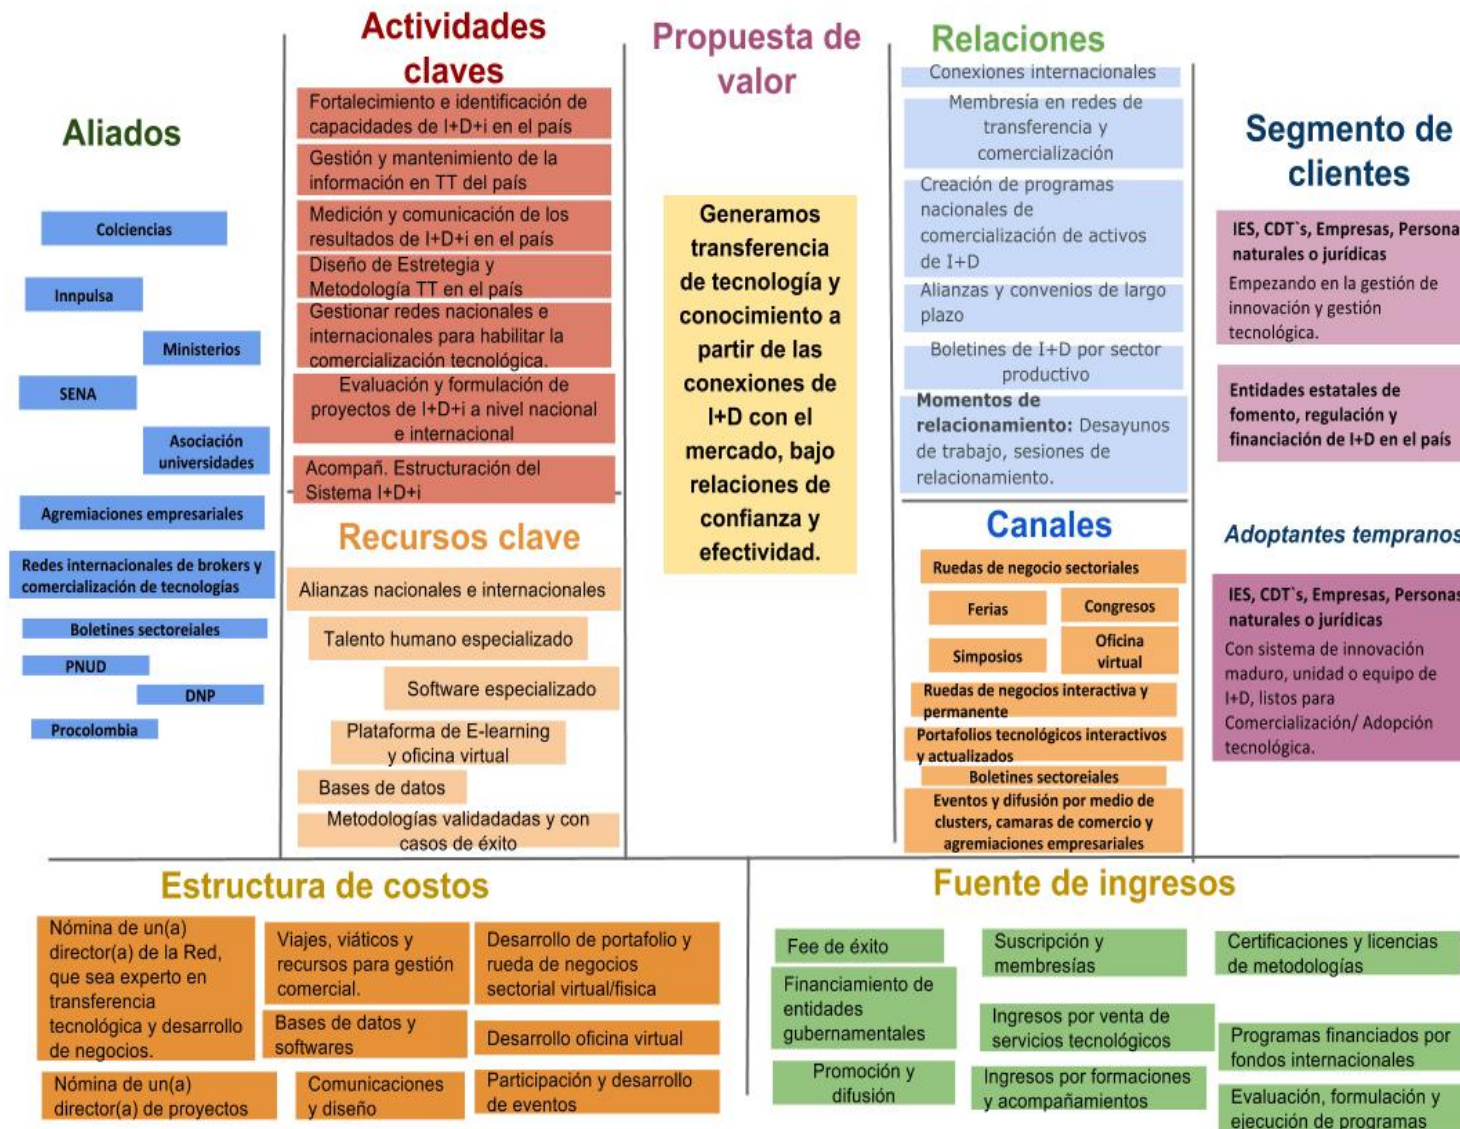 Aliados
Colciencias
Innpulsa
Ministerios
SENA
Asociación
universidades
Agremiaciones empresariales
Redes internacionales de brokers y
comercialización de tecnologías
Boletines sectoreiales
PNUD
DNP
Procolombia
Actividades
claves
Fortalecimiento e identificación de
capacidades de I+D+i en el país
Gestión y mantenimiento de la
información en TT del país
Medición y comunicación de los
resultados de I+D+i en el país
Diseño de Estretegia y
Metodología TT en el país
Gestionar redes nacionales e
internacionales para habilitar la
comercialización tecnológica.
Evaluación y formulación de
proyectos de I+D+i a nivel nacional
e internacional
Acompañ. Estructuración del
Sistema I+D+i
Recursos clave
Alianzas nacionales e internacionales
Talento humano especializado
Software especializado
Plataforma de E-learning
y oficina virtual
Bases de datos
Metodologías validadadas y con
casos de éxito
Propuesta de
valor
Generamos
transferencia
de tecnología y
conocimiento a
partir de las
conexiones de
I+D con el
mercado, bajo
relaciones de
confianza y
efectividad.
Relaciones
Conexiones internacionales
Membresía en redes de
transferencia y
comercialización
Creación de programas
nacionales de
comercialización de activos
de I+D
Alianzas y convenios de largo
plazo
Boletines de I+D por sector
productivo
Momentos de
relacionamiento: Desayunos
de trabajo, sesiones de
relacionamiento.
Canales
Ruedas de negocio sectoriales
Ferias
Congresos
Simposios
Oficina
virtual
Ruedas de negocios interactiva y
permanente
Portafolios tecnológicos interactivos
y actualizados
Boletines sectoreiales
Eventos y difusión por medio de
clusters, camaras de comercio y
agremiaciones empresariales
Segmento de
clientes
IES, CDT`s, Empresas, Persona
naturales o jurídicas
Empezando en la gestión de
innovación y gestión
tecnológica.
Entidades estatales de
fomento, regulación y
financiación de I+D en el país
Adoptantes tempranos
IES, CDT`s, Empresas, Personas
naturales o jurídicas
Con sistema de innovación
maduro, unidad o equipo de
I+D, listos para
Comercialización/ Adopción
tecnológica.
Estructura de costos
Nómina de un(a)
director(a) de la Red,
que sea experto en
transferencia
tecnológica y desarrollo
de negocios.
Nómina de un(a)
director(a) de proyectos
Viajes, viáticos y
recursos para gestión
comercial.
Bases de datos y
softwares
Comunicaciones
y diseño
Desarrollo de portafolio y
rueda de negocios
sectorial virtual/fisica
Desarrollo oficina virtual
Participación y desarrollo
de eventos
Fuente de ingresos
Fee de éxito
Financiamiento de
entidades
gubernamentales
Promoción y
difusión
Suscripción y
membresías
Ingresos por venta de
servicios tecnológicos
Ingresos por formaciones
y acompañamientos
Certificaciones y licencias
de metodologías
Programas financiados por
fondos internacionales
Evaluación, formulación y
ejecución de programas